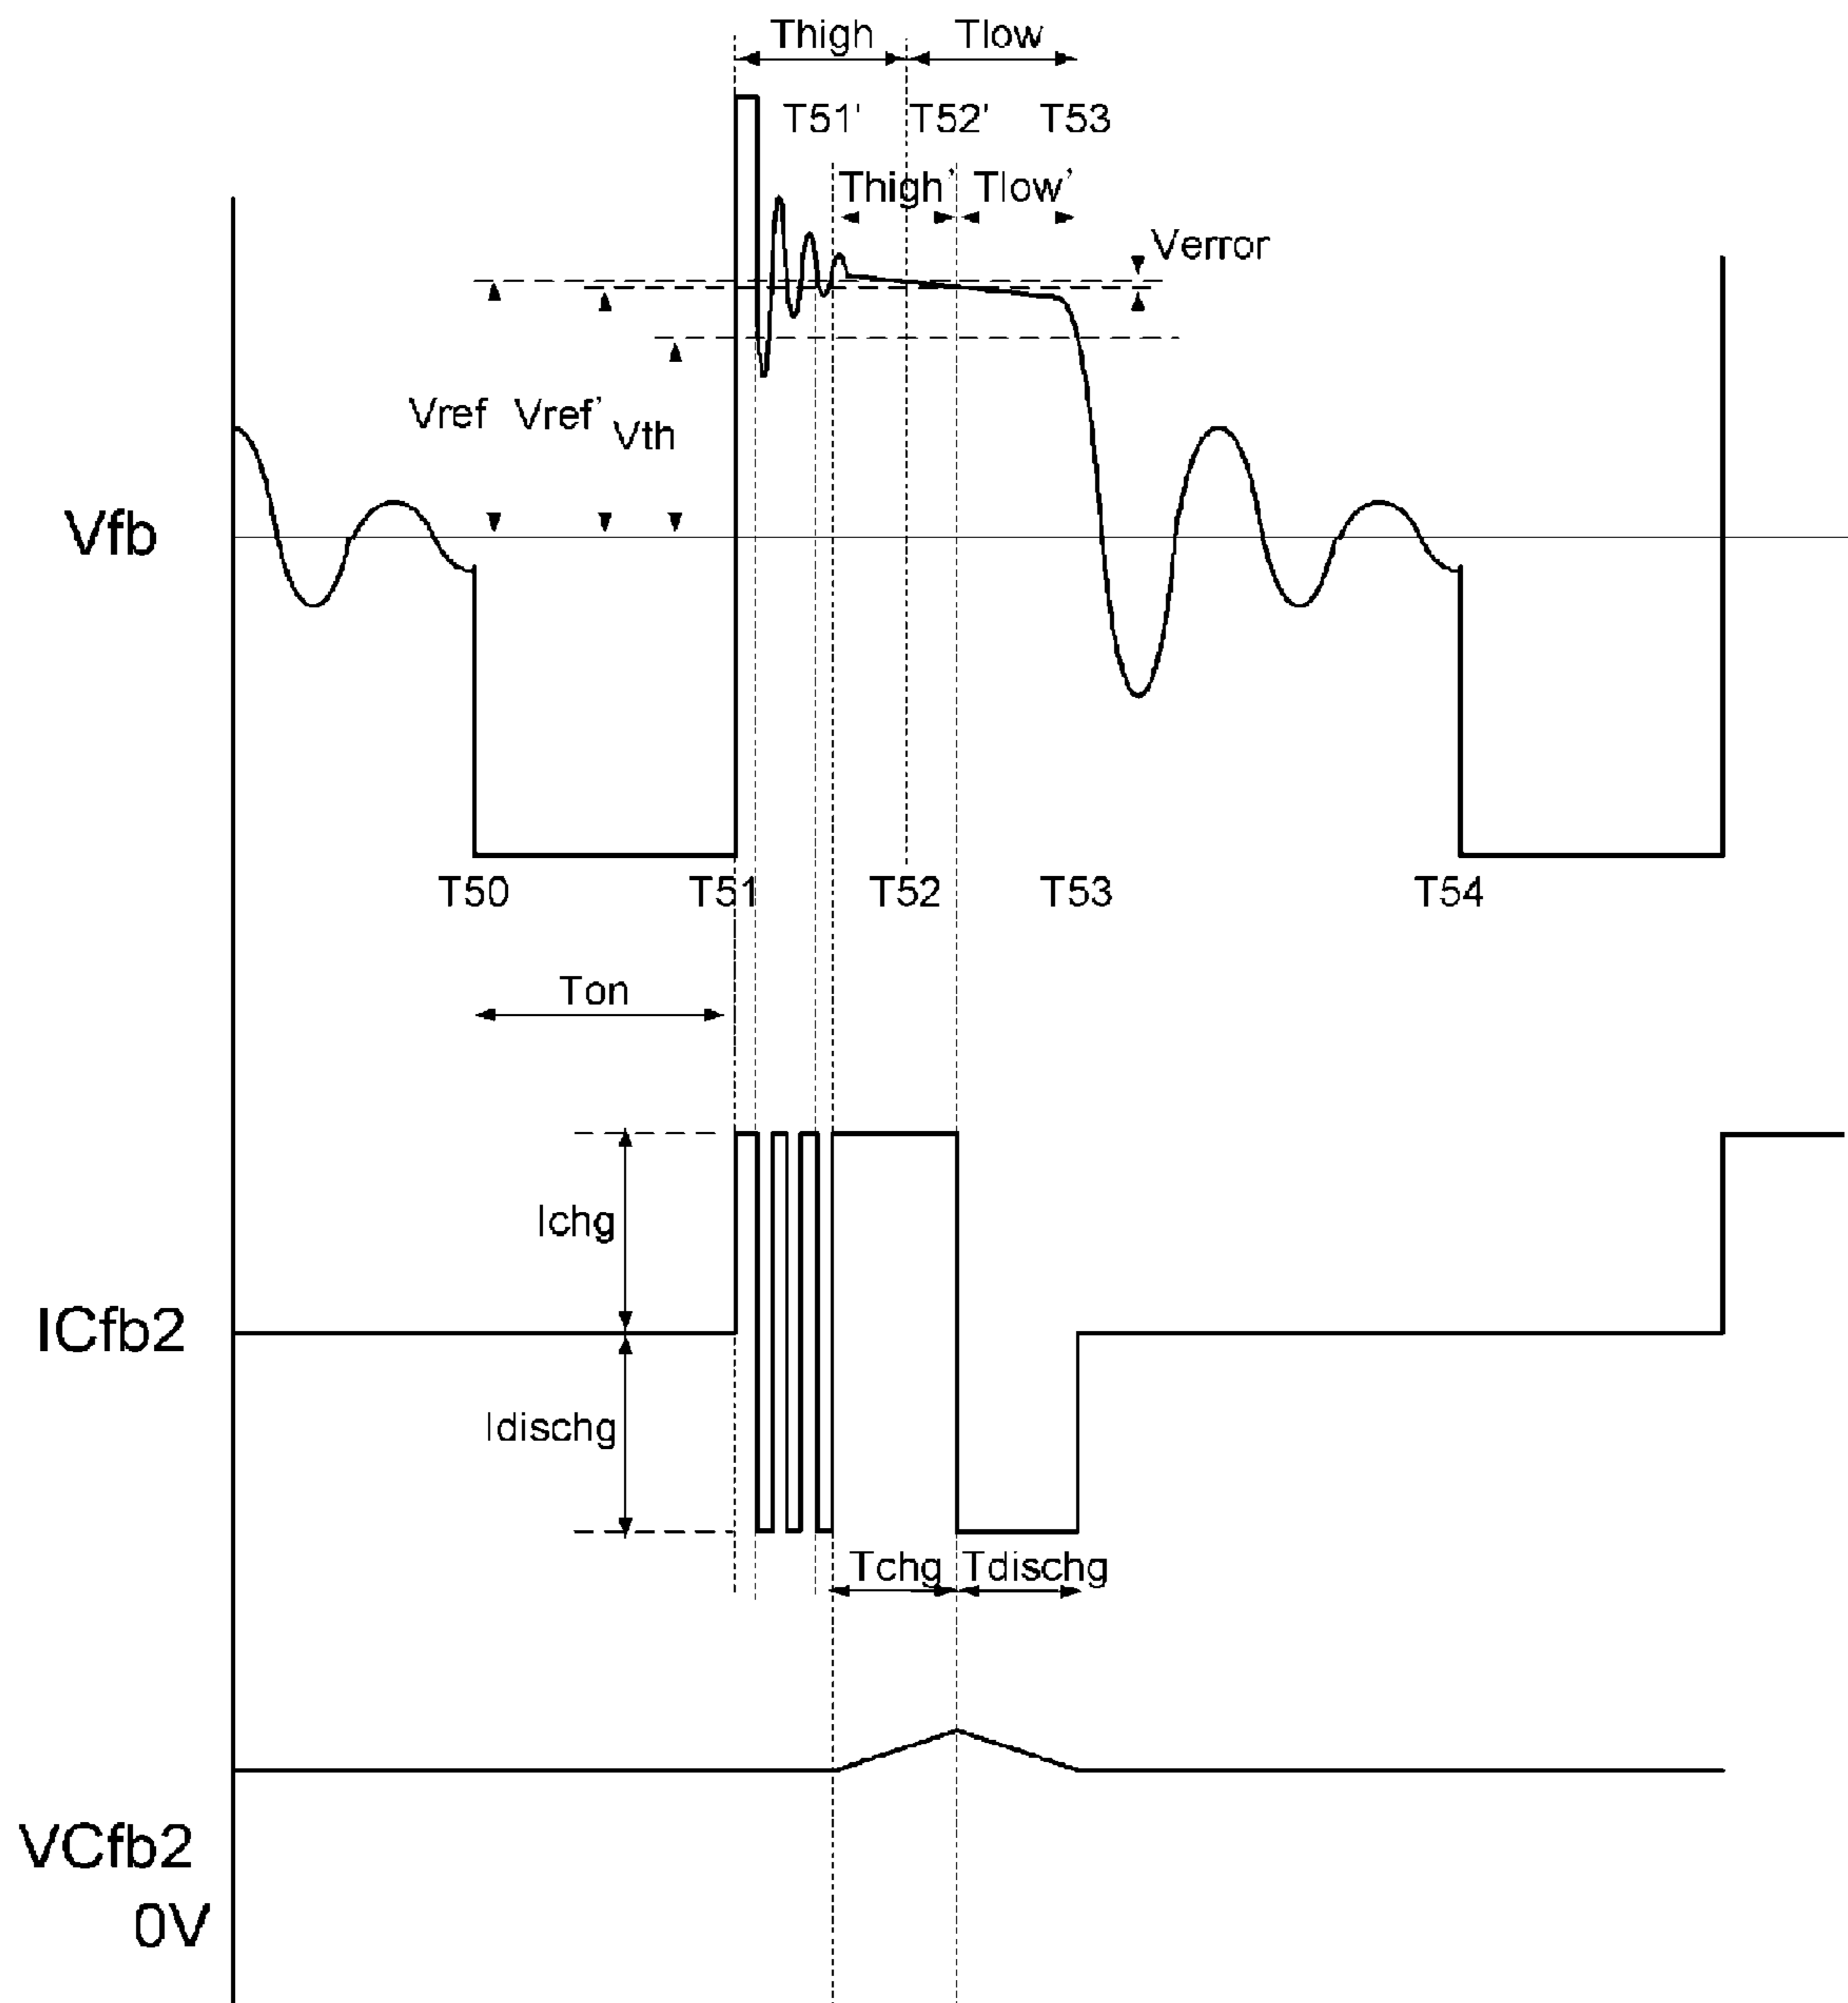 Thigh Tlow
T51' T52' T53
Thigh' Tlow'
Verror
Vref Vref' Vth
Vfb
T50 T51 T52 T53 T54
Ton
Ichg
ICfb2
Idischg
Tchg Tdischg
VCfb2
0V